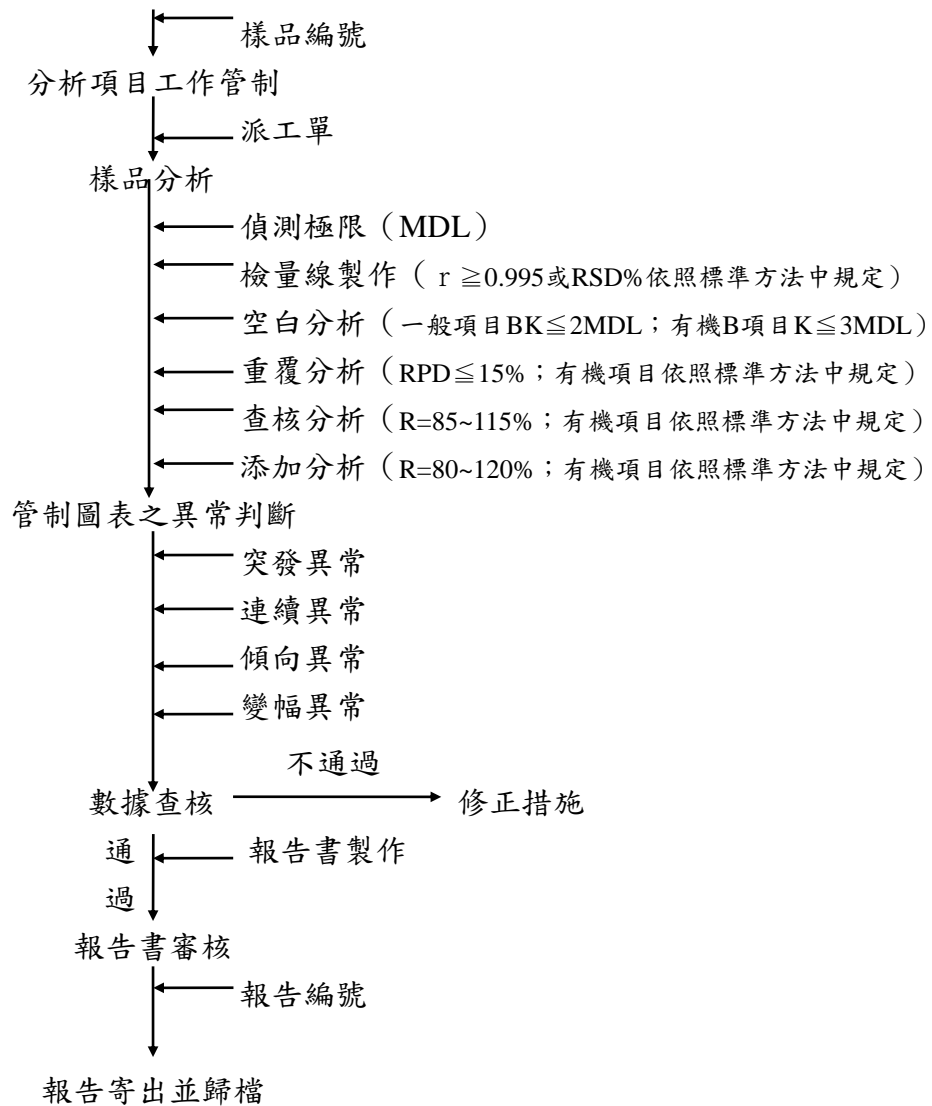 樣品編號
分析項目工作管制
派工單
樣品分析
偵測極限（MDL）
檢量線製作（ｒ≧0.995或RSD%依照標準方法中規定）
空白分析（一般項目BK≦2MDL；有機B項目K≦3MDL）
重覆分析（RPD≦15%；有機項目依照標準方法中規定）
查核分析（R=85~115%；有機項目依照標準方法中規定）
添加分析（R=80~120%；有機項目依照標準方法中規定）
管制圖表之異常判斷
突發異常
連續異常
傾向異常
變幅異常
不通過
數據查核 修正措施
通 報告書製作
過
報告書審核
報告編號
報告寄出並歸檔